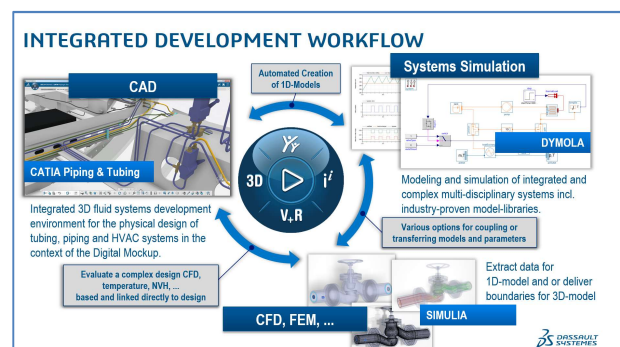 INTEGRATED DEVELOPMENT WORKFLOW
CAD
CATIA Piping & Tubing
Integrated 3D fluid systems development
environment for the physical design of
tubing, piping and HVAC systems in the
context of the Digital Mockup.
Automated Creation
of 1D-Models
Systems Simulation
DYMOLA
Modeling and simulation of integrated and
complex multi-disciplinary systems incl.
industry-proven model-libraries.
3D
V+R
Various options for coupling or
transferring models and parameters
Evaluate a complex design CFD,
temperature, NVH, ...
based and linked directly to design
CFD, FEM, ...
SIMULIA
Extract data for
1D-model and or deliver
boundaries for 3D-model
DASSAULT
SYSTEMES